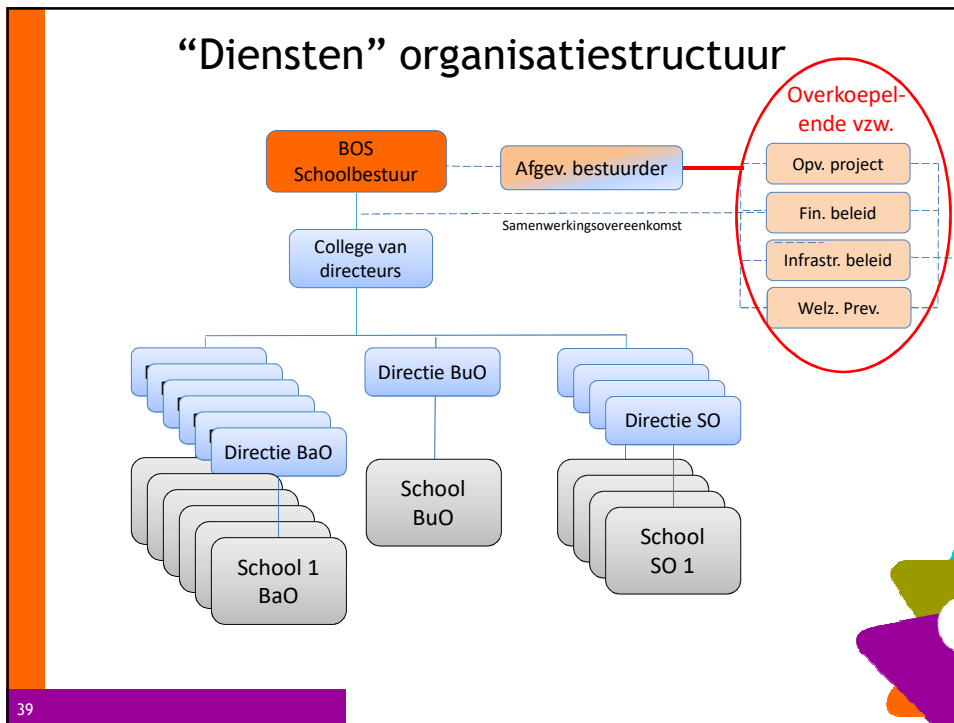 “Diensten” organisatiestructuur
Overkoepel-
ende vzw.
BOS
Schoolbestuur
Afgev. bestuurder
Opv. project
Fin. beleid
Samenwerkingsovereenkomst
College van
directeurs
Infrastr. beleid
Welz. Prev.
Directie BuO
Directie SO
Directie BaO
School
BuO
School
SO 1
School 1
BaO
39